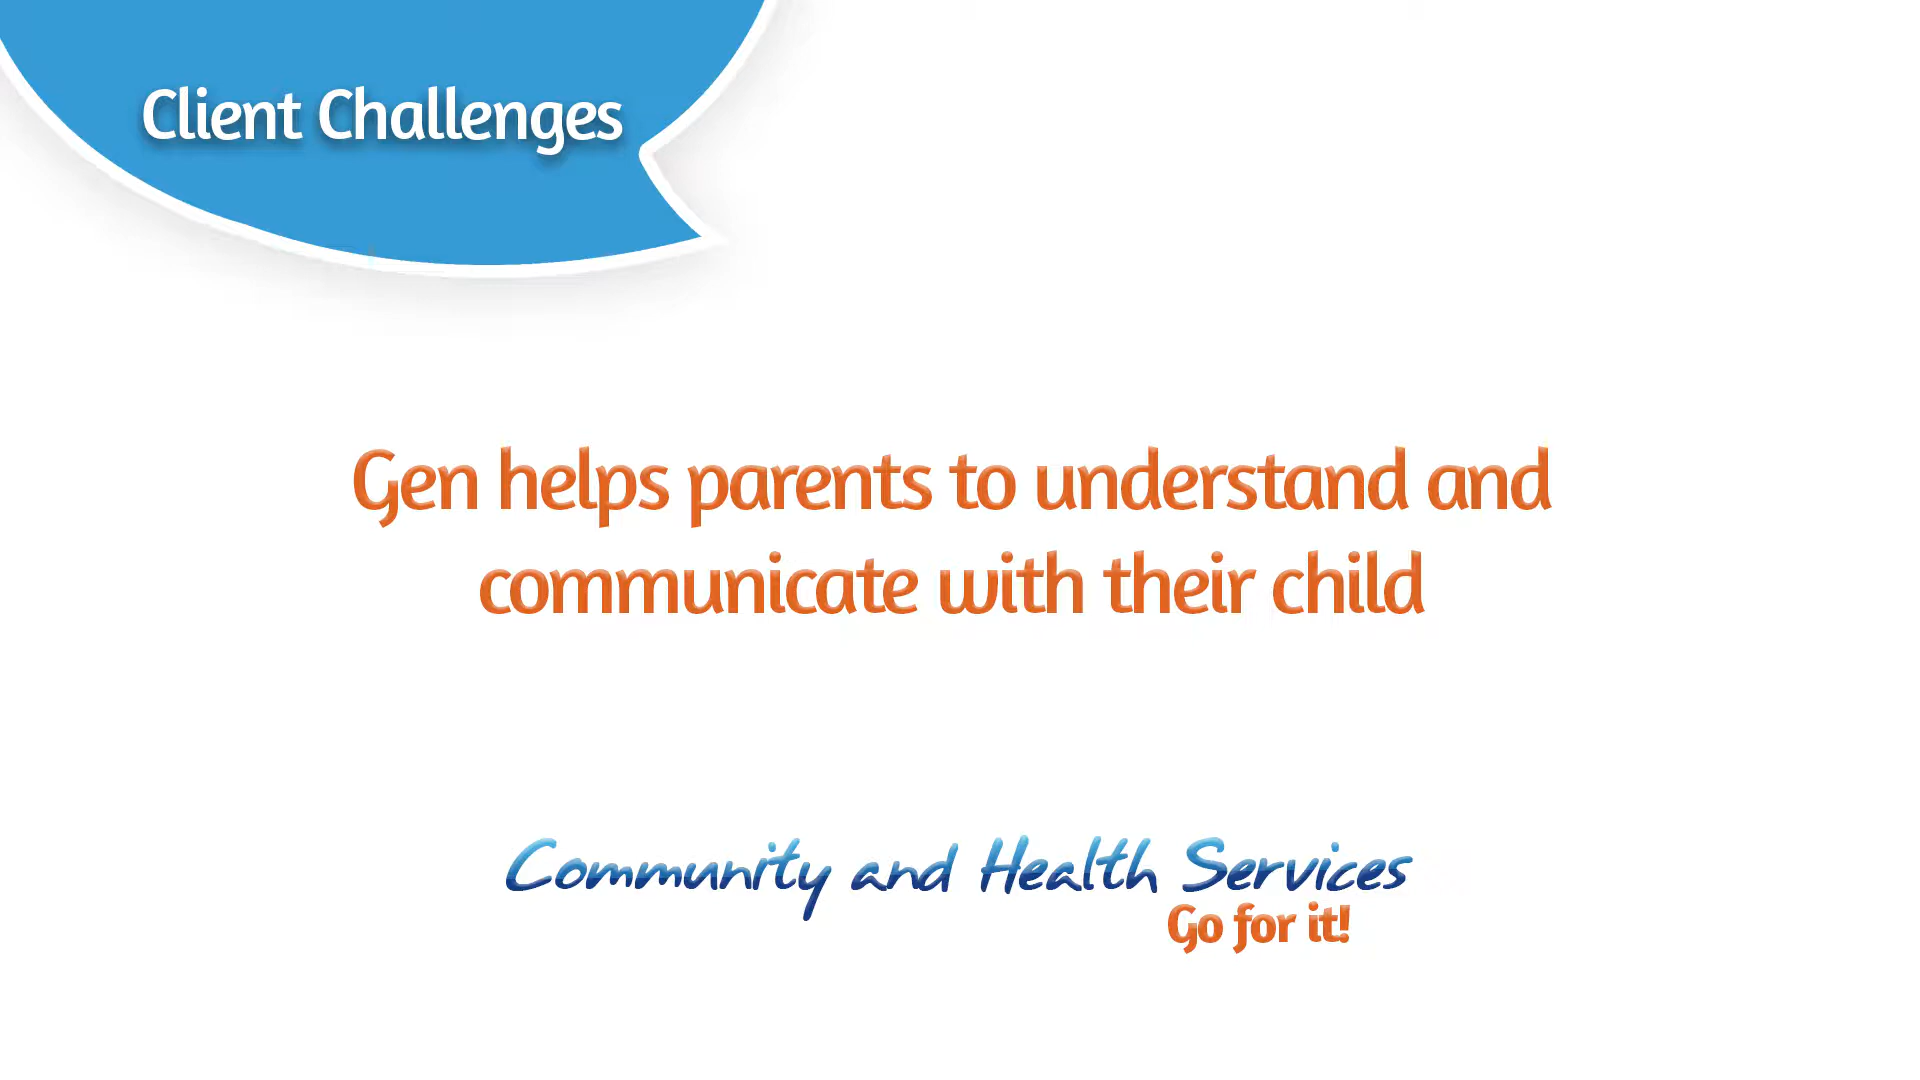 Client Challenges
Gen helps parents to understand and
communicate with their child
Community and Health Services
Go for it!